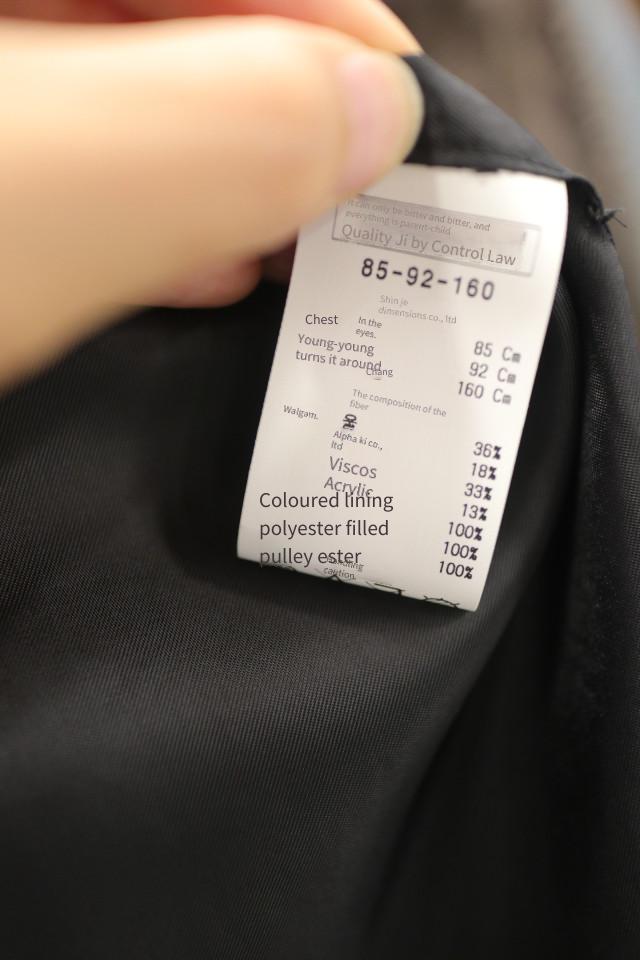 It can only be bitter and bitter, and
everything is parent-child
Quality Ji by Control Law
85-92-160
Shin je
dimensions co., ltd
Chest
In the
eyes.
85 Cm
Young-young
turns it around
92 Cm
Chang
160 Cm
The composition of the
fiber
Walgam.
울
36%
Alpha ki co.,
ltd
18%
Viscos
33%
Acrylic
13%
Coloured lining
100%
polyester filled
100%
pulley ester
100%
Handling
caution.